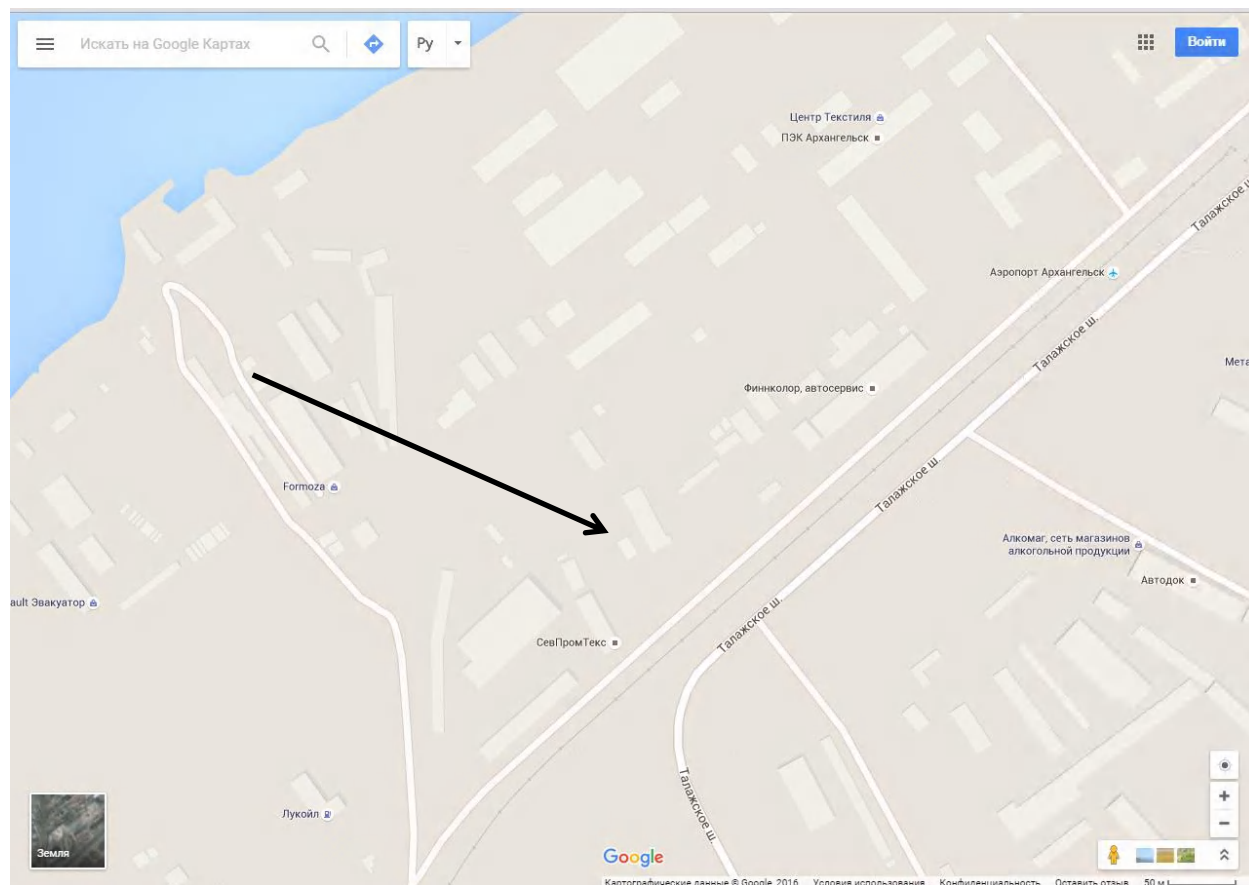 Искать на Google Картах
Ру
Войти
Центр Текстиля
ПЭК Архангельск
Талажское ш.
Аэропорт Архангельск
Талажское ш.
Мета
Финнколор, автосервис
Талажское ш.
Formoza
Алкомаг, сеть магазинов
алкогольной продукции
Автодок
ault Эвакуатор
Талажское ш.
СевПромТекс
Талажское ш.
Лукойл
Земля
Google
Картографические данные © Google, 2016 Условия использования Конфиденциальность Оставить отзыв 50 м